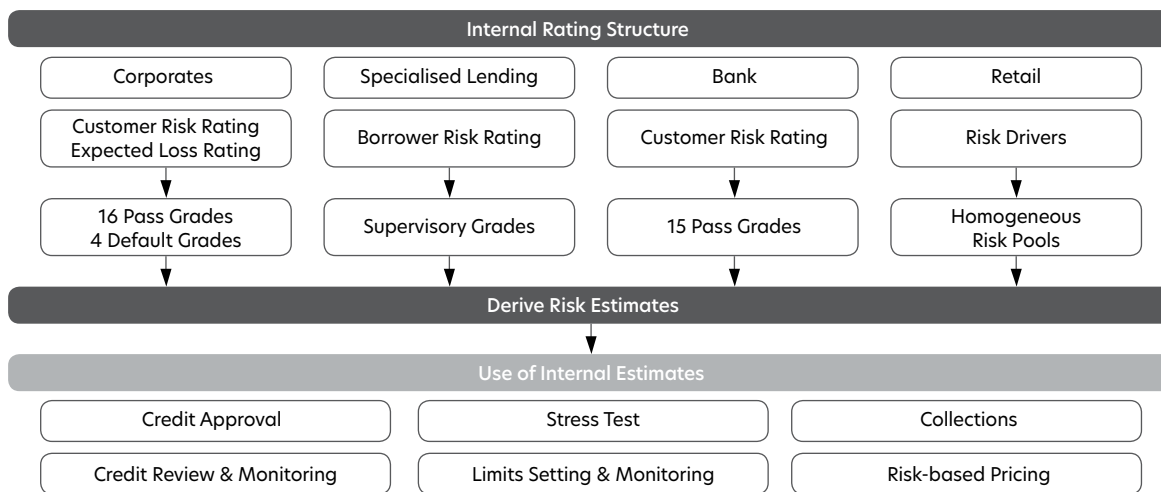 Internal Rating Structure
Corporates
Specialised Lending
Bank
Retail
Customer Risk Rating
Expected Loss Rating
Borrower Risk Rating
Customer Risk Rating
Risk Drivers
16 Pass Grades
4 Default Grades
Supervisory Grades
15 Pass Grades
Homogeneous
Risk Pools
Derive Risk Estimates
Use of Internal Estimates
Credit Approval
Stress Test
Collections
Credit Review & Monitoring
Limits Setting & Monitoring
Risk-based Pricing